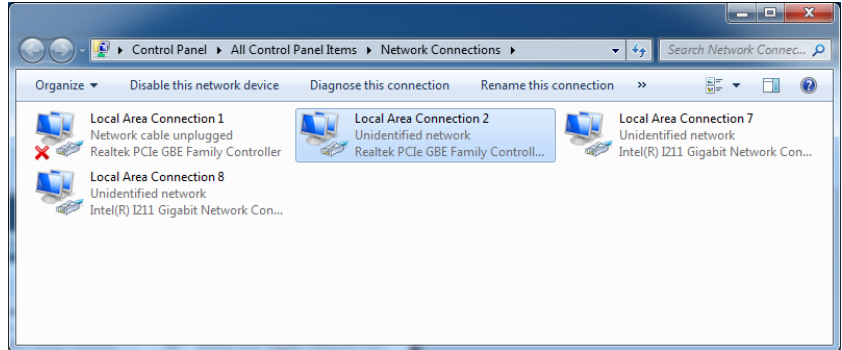 Control Panel ▸ All Control Panel Items ▸ Network Connections ▸
Search Network Connec...
Organize Disable this network device Diagnose this connection Rename this connection »
Local Area Connection 1
Network cable unplugged
Realtek PCIe GBE Family Controller
Local Area Connection 2
Unidentified network
Realtek PCIe GBE Family Controll...
Local Area Connection 7
Unidentified network
Intel(R) I211 Gigabit Network Con...
Local Area Connection 8
Unidentified network
Intel(R) I211 Gigabit Network Con...